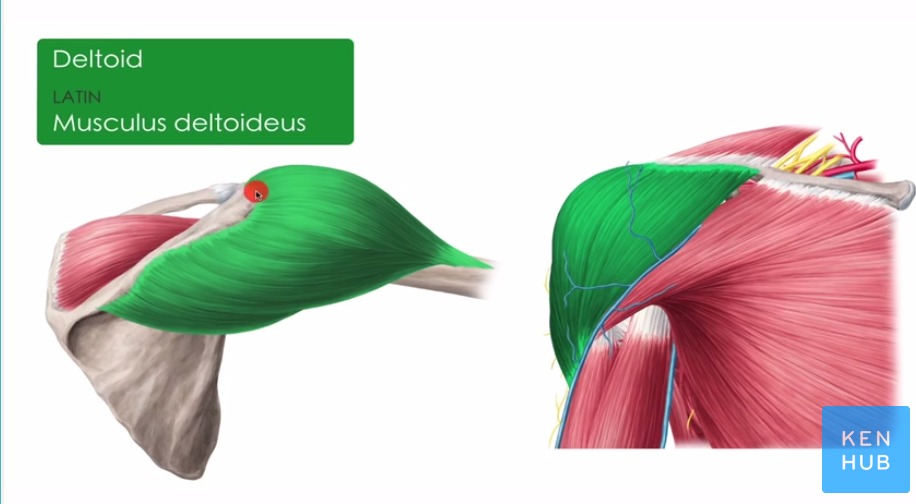 Deltoid
LATIN
Musculus deltoideus
KEN
HUB